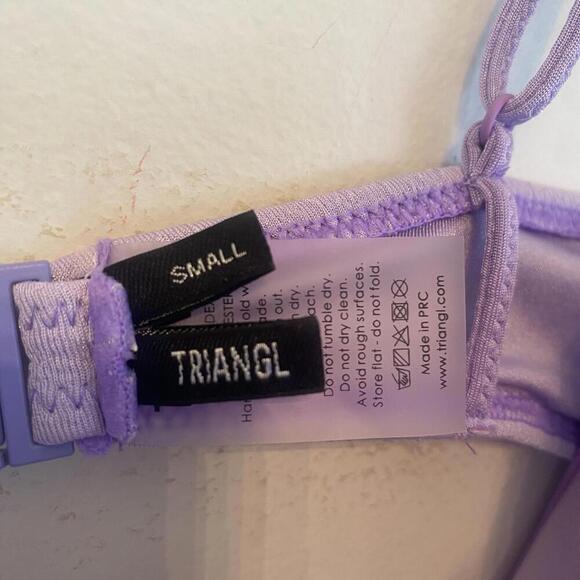 SMALL
TRIANGL
Do not tumble dry.
Do not dry clean.
Avoid rough surfaces.
Store flat - do not fold.
Made in PRC
www.triangl.com